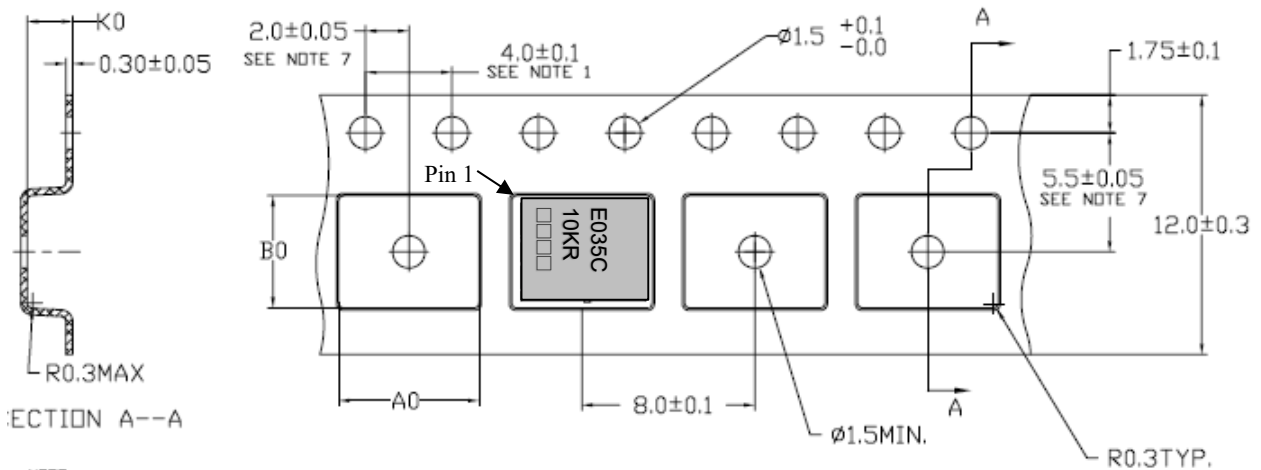 K0
0.30±0.05
R0.3MAX
ECTION A--A
2.0±0.05
SEE NOTE 7
4.0±0.1
SEE NOTE 1
Ø1.5 +0.1 -0.0
A
1.75±0.1
Pin 1
E035C
10KR
□□□□
B0
5.5±0.05
SEE NOTE 7
12.0±0.3
A0
8.0±0.1
A
Ø1.5MIN.
R0.3TYP.